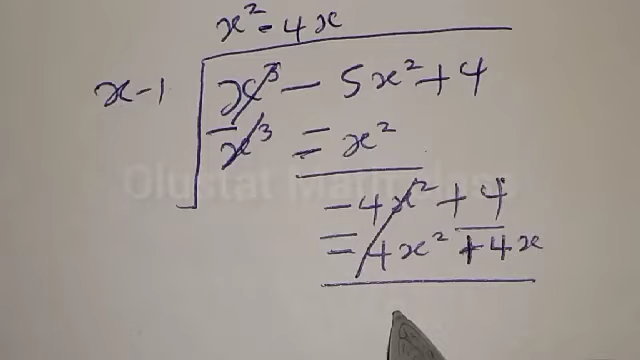 x² - 4x
x - 1 x³ - 5x² + 4
- x³ = x²
- 4x² + 4
= 4x² + 4x